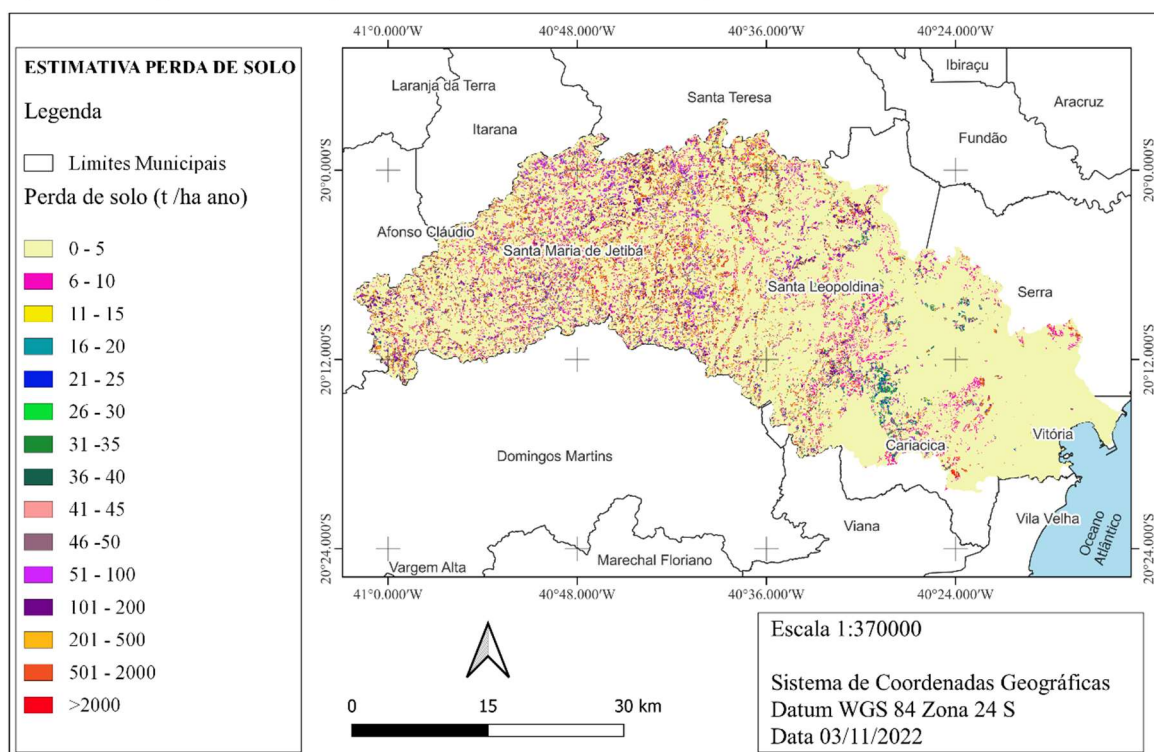 ESTIMATIVA PERDA DE SOLO
Legenda
Limites Municipais
Perda de solo (t /ha ano)
0 - 5
6 - 10
11 - 15
16 - 20
21 - 25
26 - 30
31 -35
36 - 40
41 - 45
46 -50
51 - 100
101 - 200
201 - 500
501 - 2000
>2000
41°0.000'W
40°48.000'W
40°36.000'W
40°24.000'W
20°0.000'S
20°12.000'S
20°24.000'S
20°0.000'S
20°12.000'S
20°24.000'S
Laranja da Terra
Itarana
Santa Teresa
Ibiraçu
Aracruz
Fundão
Afonso Cláudio
Santa Maria de Jetibá
Santa Leopoldina
Serra
Domingos Martins
Cariacica
Vitória
Viana
Vila Velha
Oceano
Atlântico
Vargem Alta
Marechal Floriano
41°0.000'W
40°48.000'W
40°36.000'W
40°24.000'W
0
15
30 km
Escala 1:370000
Sistema de Coordenadas Geográficas
Datum WGS 84 Zona 24 S
Data 03/11/2022